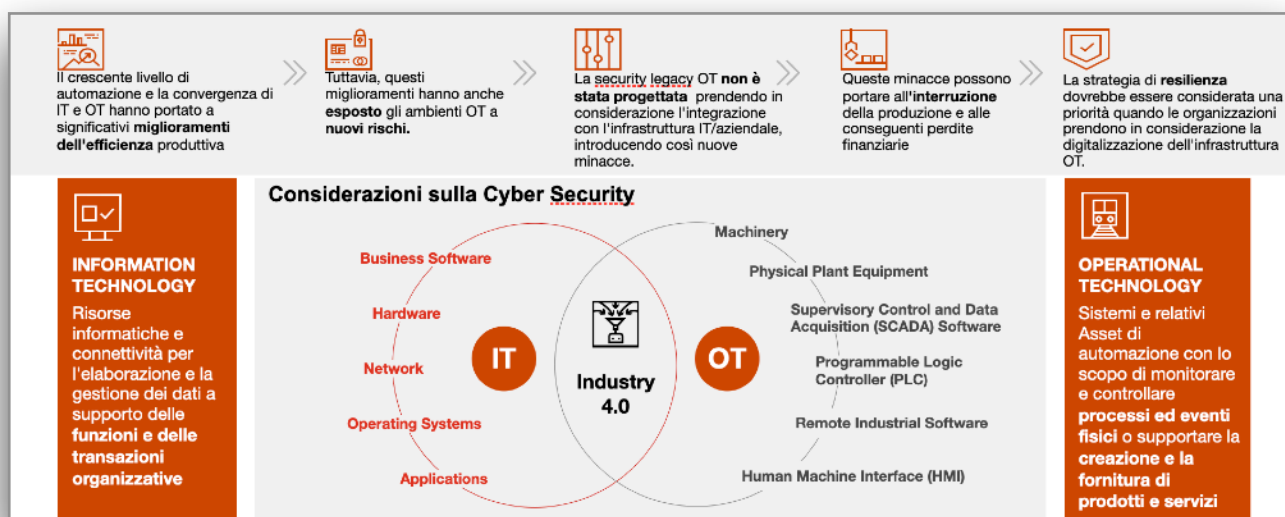 Il crescente livello di
automazione e la convergenza di
IT e OT hanno portato a
significativi miglioramenti
dell'efficienza produttiva
Tuttavia, questi
miglioramenti hanno anche
esposto gli ambienti OT a
nuovi rischi.
La security legacy OT non è
stata progettata prendendo in
considerazione l'integrazione
con l'infrastruttura IT/aziendale,
introducendo così nuove
minacce.
Queste minacce possono
portare all'interruzione
della produzione e alle
conseguenti perdite
finanziarie
La strategia di resilienza
dovrebbe essere considerata una
priorità quando le organizzazioni
prendono in considerazione la
digitalizzazione dell'infrastruttura
OT.
INFORMATION
TECHNOLOGY
Risorse
informatiche e
connettività per
l'elaborazione e la
gestione dei dati a
supporto delle
funzioni e delle
transazioni
organizzative
Considerazioni sulla Cyber Security
Business Software
Hardware
Network
Operating Systems
Applications
IT
Industry
4.0
OT
Machinery
Physical Plant Equipment
Supervisory Control and Data
Acquisition (SCADA) Software
Programmable Logic
Controller (PLC)
Remote Industrial Software
Human Machine Interface (HMI)
OPERATIONAL
TECHNOLOGY
Sistemi e relativi
Asset di
automazione con lo
scopo di monitorare
e controllare
processi ed eventi
fisici o supportare la
creazione e la
fornitura di
prodotti e servizi